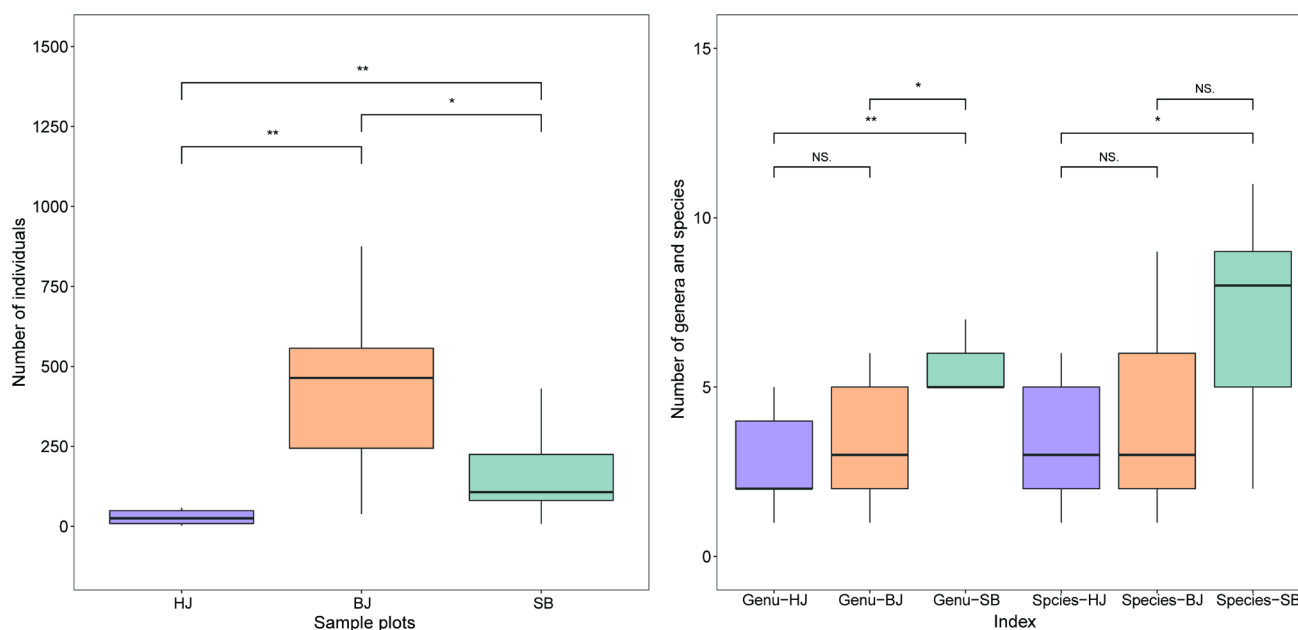 1500
1250
1000
750
500
250
0
Number of individuals
**
*
**
HJ
BJ
SB
Sample plots
15
10
5
0
Number of genera and species
NS.
*
**
*
NS.
NS.
Genu-HJ
Genu-BJ
Genu-SB
Spcies-HJ
Species-BJ
Species-SB
Index